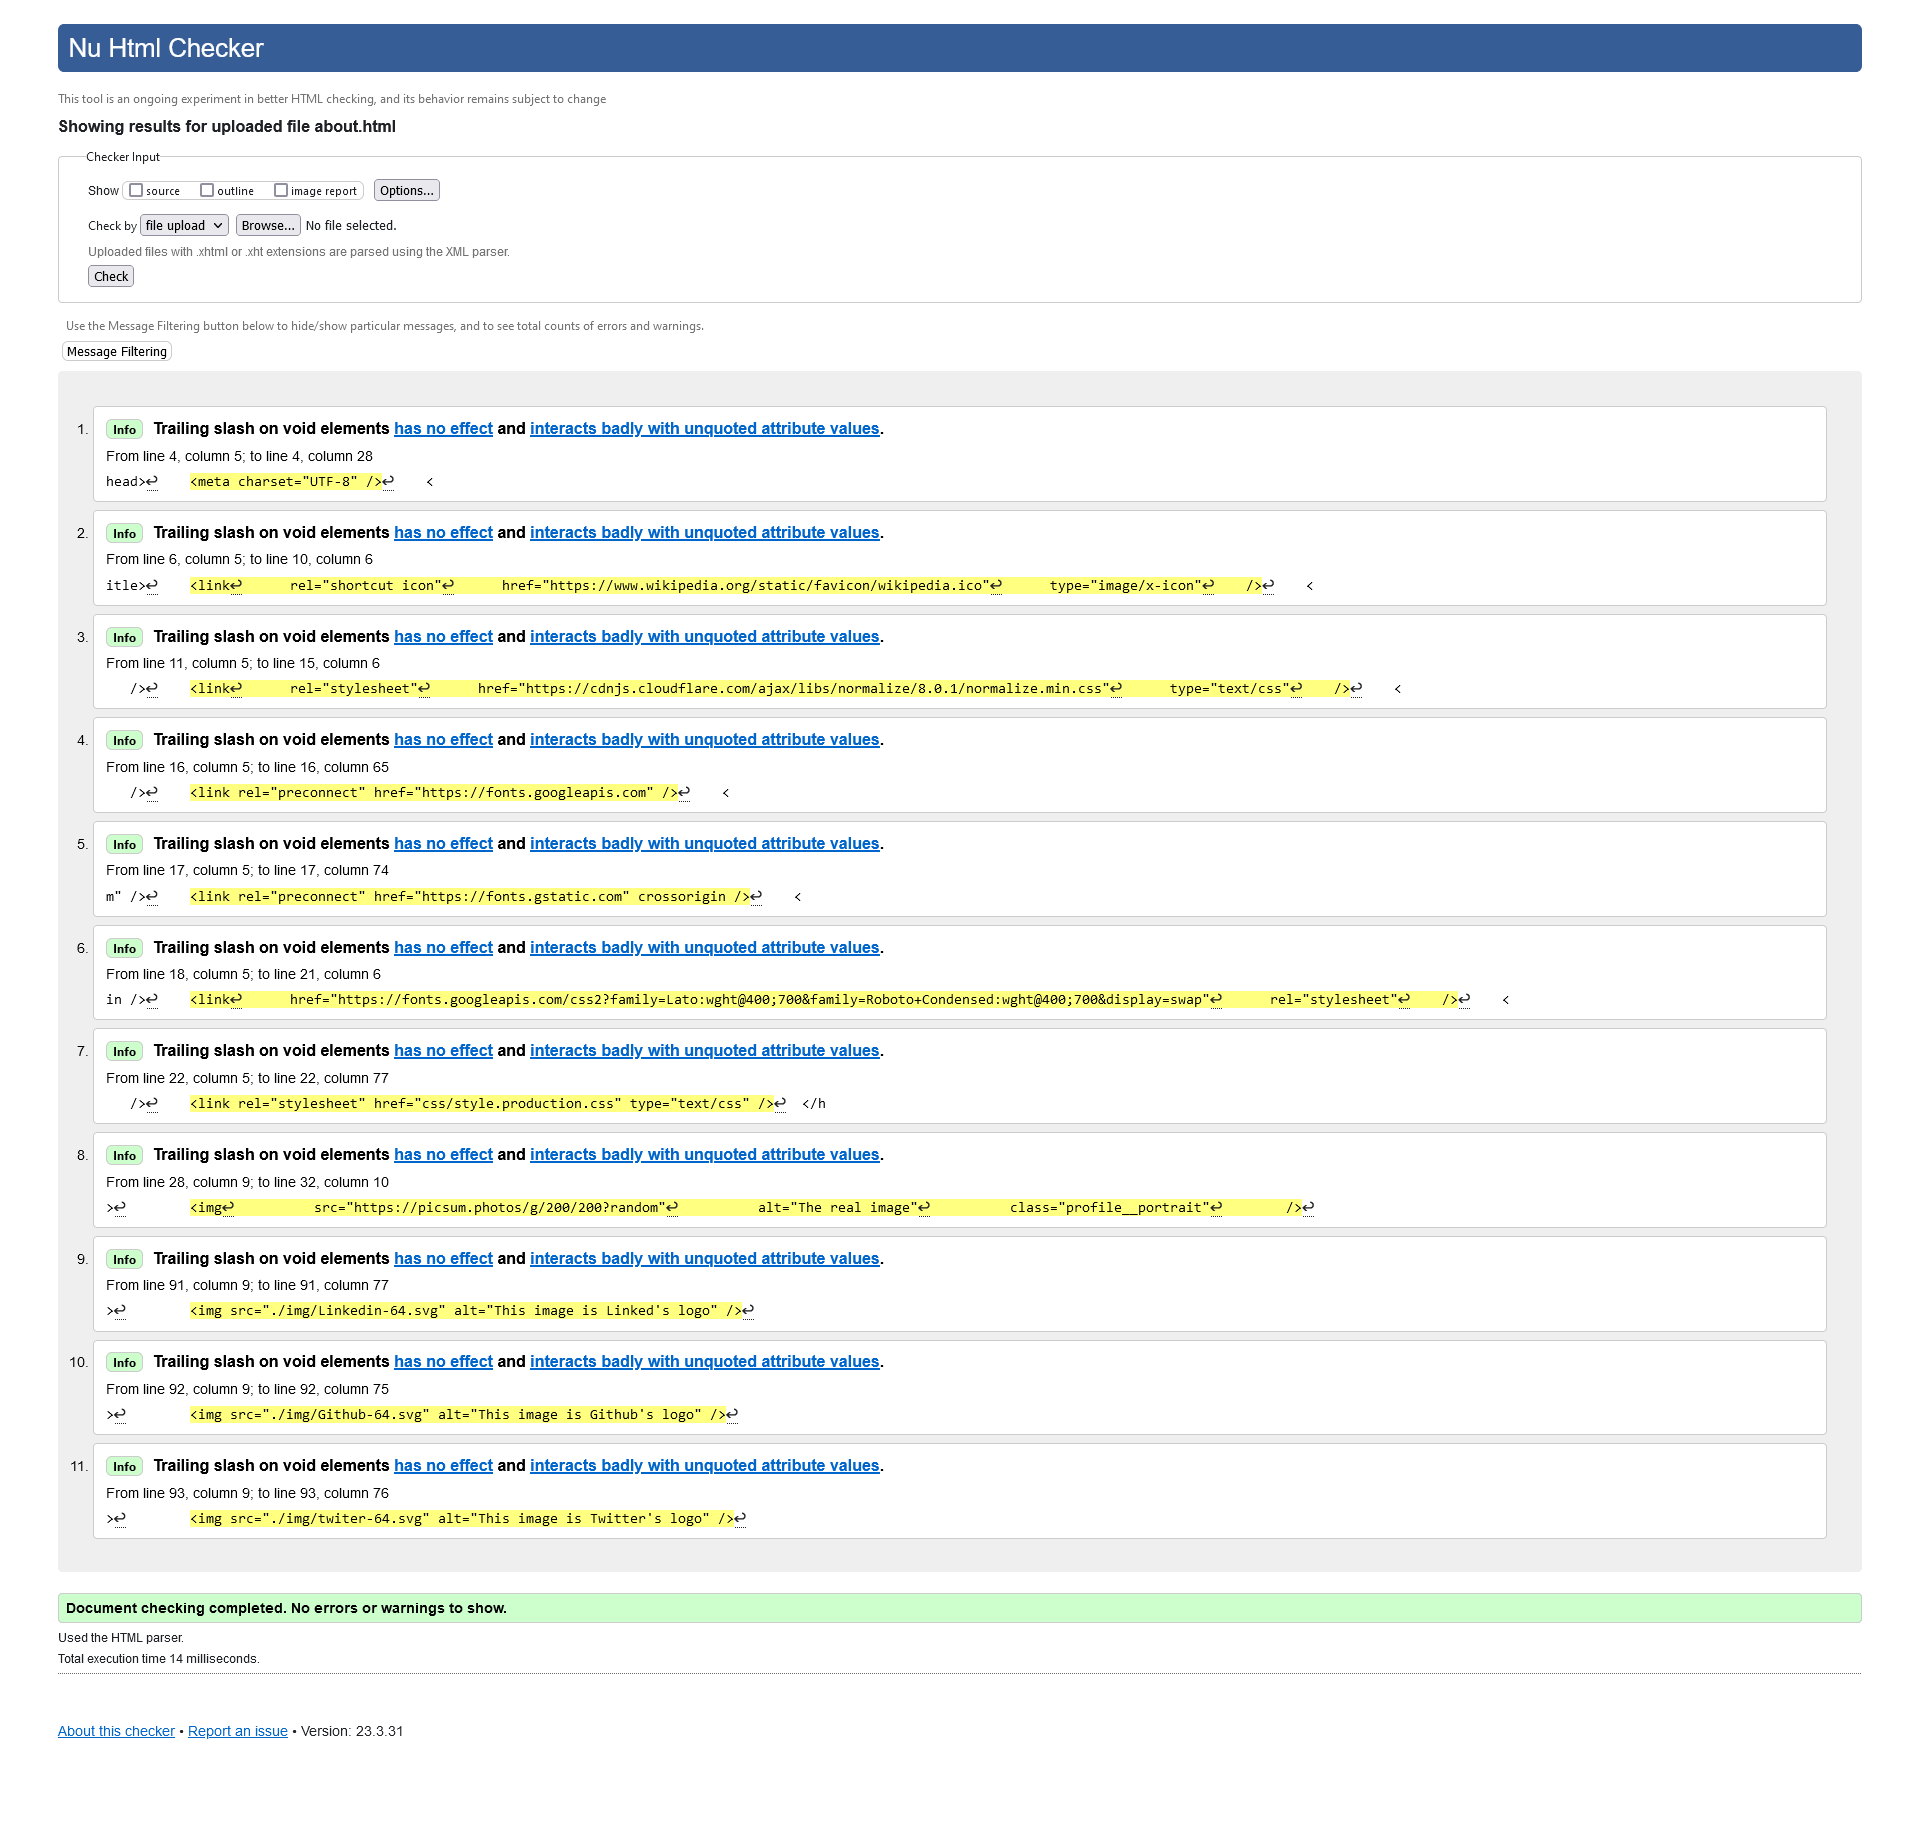 Nu Html Checker
This tool is an ongoing experiment in better HTML checking, and its behavior remains subject to change
Showing results for uploaded file about.html
Checker Input
Show source outline image report Options...
Check by file upload Browse... No file selected.
Uploaded files with .xhtml or .xht extensions are parsed using the XML parser.
Check
Use the Message Filtering button below to hide/show particular messages, and to see total counts of errors and warnings.
Message Filtering
1. Info Trailing slash on void elements has no effect and interacts badly with unquoted attribute values.
From line 4, column 5; to line 4, column 28
head>↩    <meta charset="UTF-8" />↩    <
2. Info Trailing slash on void elements has no effect and interacts badly with unquoted attribute values.
From line 6, column 5; to line 10, column 6
itle>↩    <link↩      rel="shortcut icon"↩      href="https://www.wikipedia.org/static/favicon/wikipedia.ico"↩      type="image/x-icon"↩    />↩    <
3. Info Trailing slash on void elements has no effect and interacts badly with unquoted attribute values.
From line 11, column 5; to line 15, column 6
/>↩    <link↩      rel="stylesheet"↩      href="https://cdnjs.cloudflare.com/ajax/libs/normalize/8.0.1/normalize.min.css"↩      type="text/css"↩    />↩    <
4. Info Trailing slash on void elements has no effect and interacts badly with unquoted attribute values.
From line 16, column 5; to line 16, column 65
/>↩    <link rel="preconnect" href="https://fonts.googleapis.com" />↩    <
5. Info Trailing slash on void elements has no effect and interacts badly with unquoted attribute values.
From line 17, column 5; to line 17, column 74
m" />↩    <link rel="preconnect" href="https://fonts.gstatic.com" crossorigin />↩    <
6. Info Trailing slash on void elements has no effect and interacts badly with unquoted attribute values.
From line 18, column 5; to line 21, column 6
in />↩    <link↩      href="https://fonts.googleapis.com/css2?family=Lato:wght@400;700&family=Roboto+Condensed:wght@400;700&display=swap"↩      rel="stylesheet"↩    />↩    <
7. Info Trailing slash on void elements has no effect and interacts badly with unquoted attribute values.
From line 22, column 5; to line 22, column 77
/>↩    <link rel="stylesheet" href="css/style.production.css" type="text/css" />↩  </h
8. Info Trailing slash on void elements has no effect and interacts badly with unquoted attribute values.
From line 28, column 9; to line 32, column 10
>↩        <img↩          src="https://picsum.photos/g/200/200?random"↩          alt="The real image"↩          class="profile__portrait"↩        />↩
9. Info Trailing slash on void elements has no effect and interacts badly with unquoted attribute values.
From line 91, column 9; to line 91, column 77
>↩        <img src="./img/Linkedin-64.svg" alt="This image is Linked's logo" />↩
10. Info Trailing slash on void elements has no effect and interacts badly with unquoted attribute values.
From line 92, column 9; to line 92, column 75
>↩        <img src="./img/Github-64.svg" alt="This image is Github's logo" />↩
11. Info Trailing slash on void elements has no effect and interacts badly with unquoted attribute values.
From line 93, column 9; to line 93, column 76
>↩        <img src="./img/twiter-64.svg" alt="This image is Twitter's logo" />↩
Document checking completed. No errors or warnings to show.
Used the HTML parser.
Total execution time 14 milliseconds.
About this checker • Report an issue • Version: 23.3.31